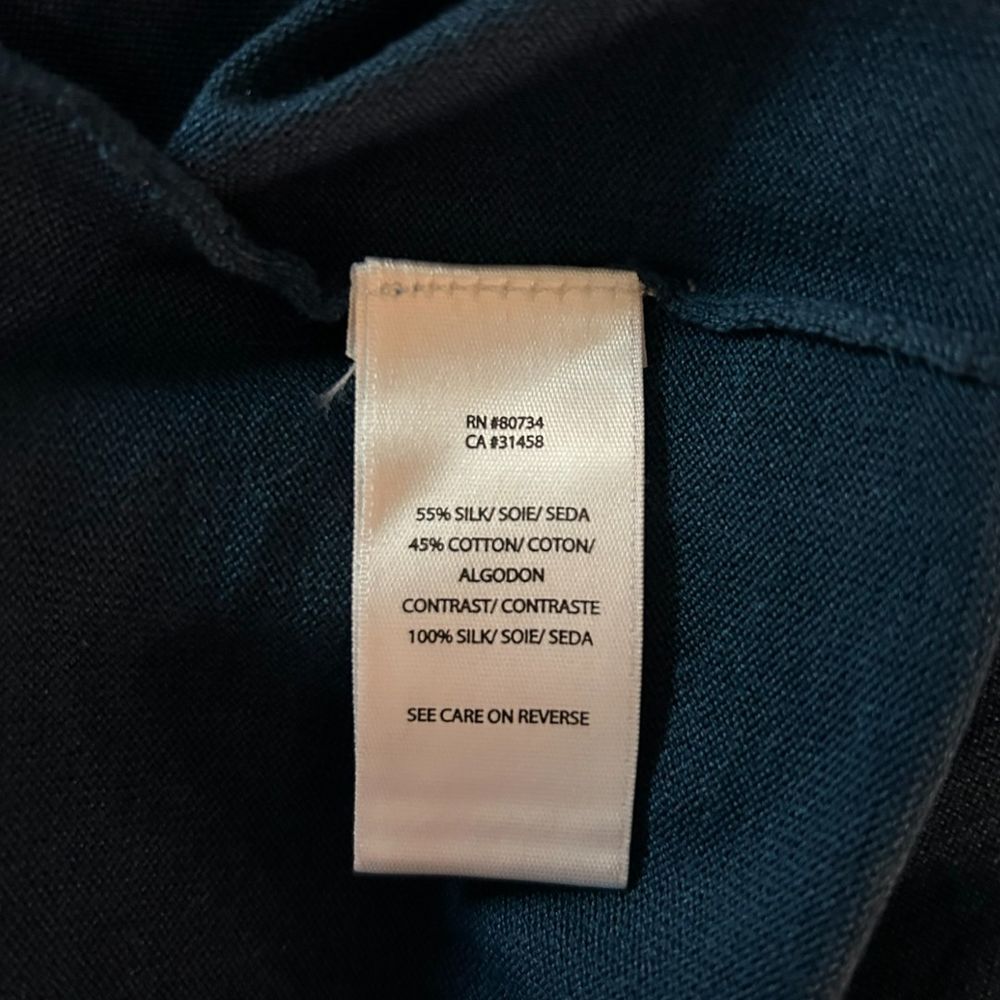 RN #80734
CA #31458
55% SILK/ SOIE/ SEDA
45% COTTON/ COTON/
ALGODON
CONTRAST/ CONTRASTE
100% SILK/ SOIE/ SEDA
SEE CARE ON REVERSE